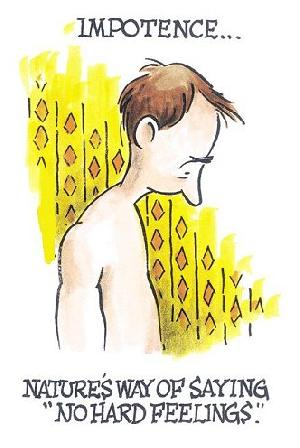 IMPOTENCE...
NATURE'S WAY OF SAYING
"NO HARD FEELINGS."